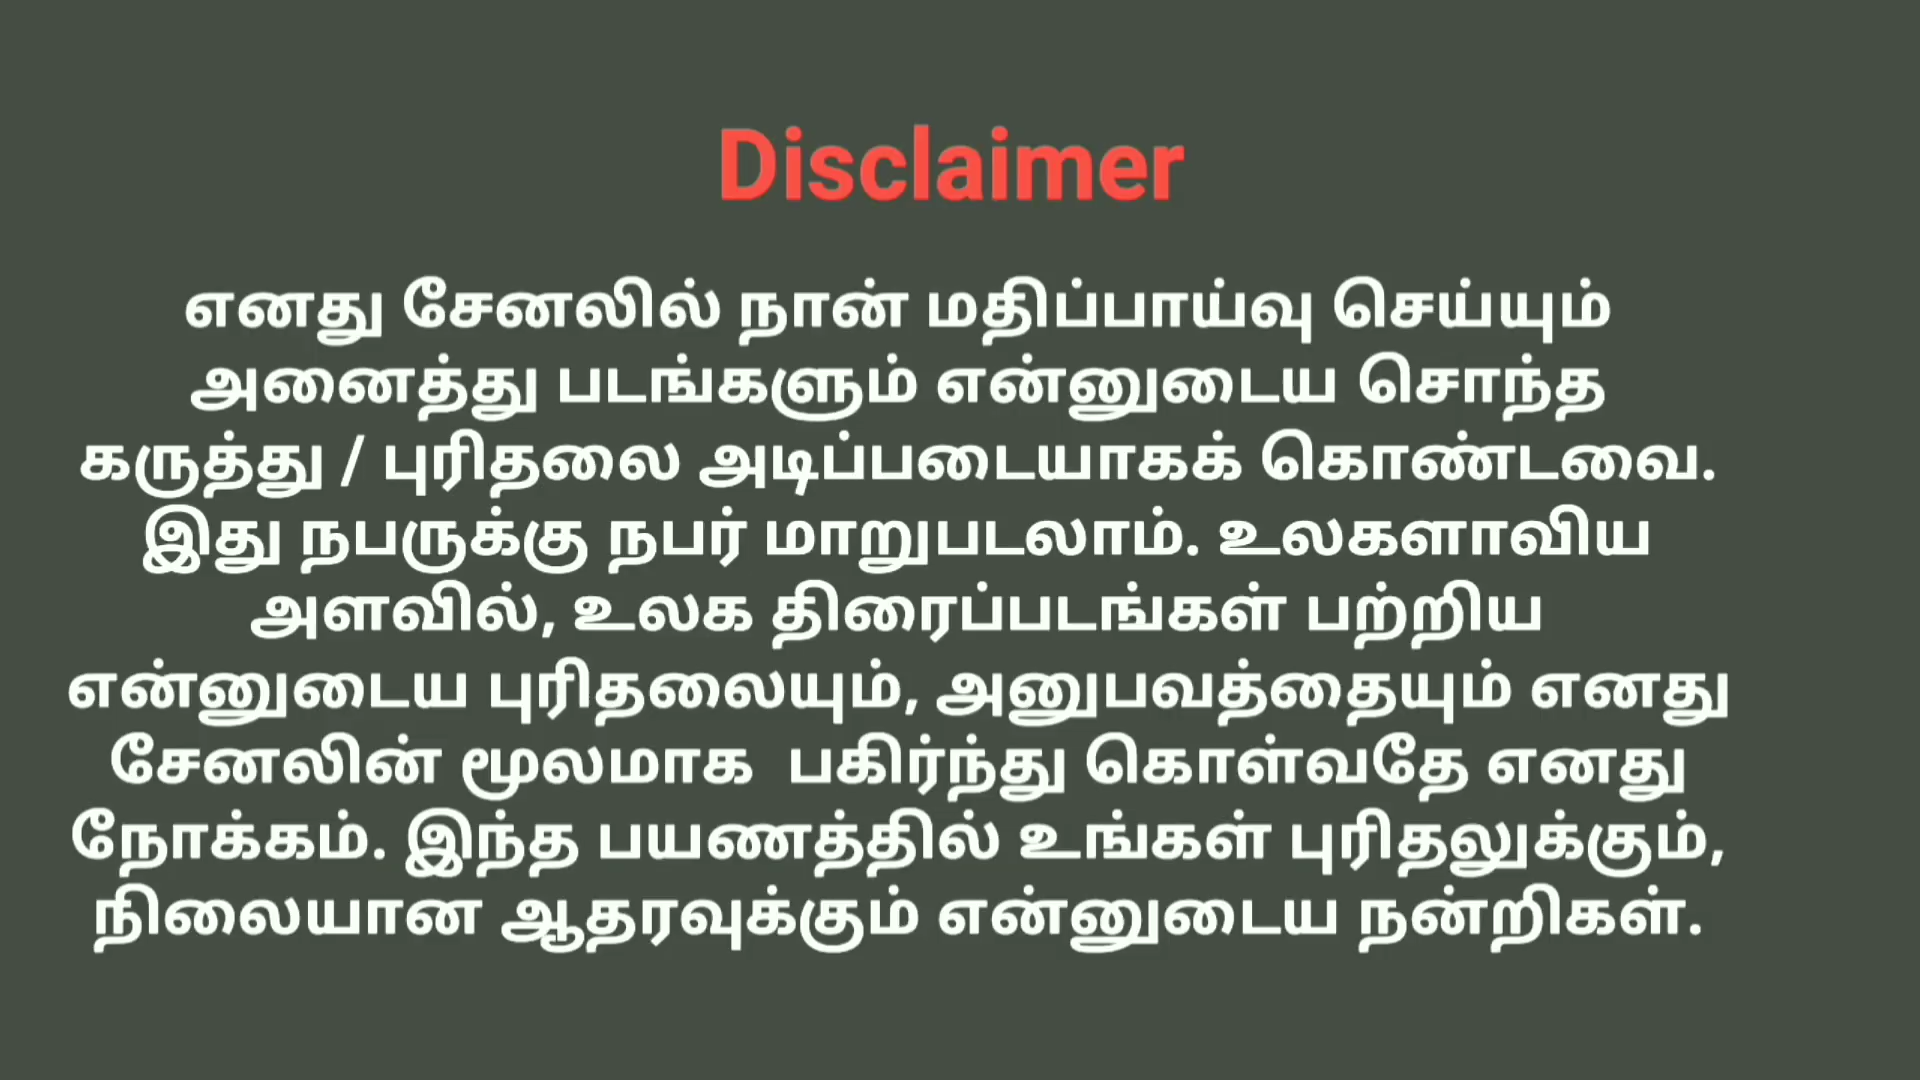 Disclaimer
எனது சேனலில் நான் மதிப்பாய்வு செய்யும்
அனைத்து படங்களும் என்னுடைய சொந்த
கருத்து / புரிதலை அடிப்படையாகக் கொண்டவை.
இது நபருக்கு நபர் மாறுபடலாம். உலகளாவிய
அளவில், உலக திரைப்படங்கள் பற்றிய
என்னுடைய புரிதலையும், அனுபவத்தையும் எனது
சேனலின் மூலமாக  பகிர்ந்து கொள்வதே எனது
நோக்கம். இந்த பயணத்தில் உங்கள் புரிதலுக்கும்,
நிலையான ஆதரவுக்கும் என்னுடைய நன்றிகள்.